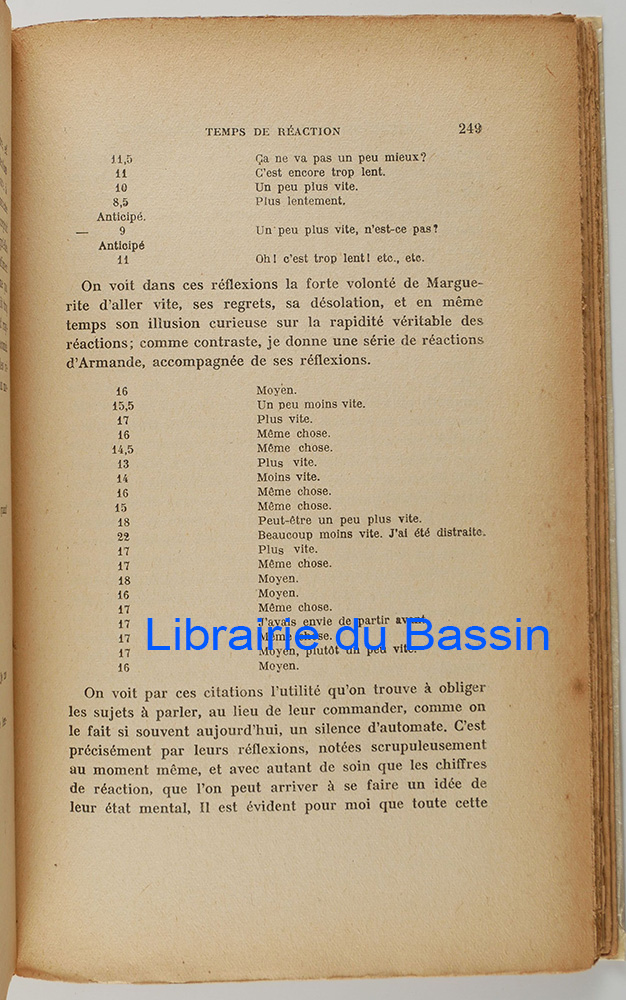 TEMPS DE RÉACTION 249
11,5 Ça ne va pas un peu mieux?
11 C'est encore trop lent.
10 Un peu plus vite.
8,5 Plus lentement.
Anticipé.
— 9 Un peu plus vite, n'est-ce pas?
Anticipé
11 Oh! c'est trop lent! etc., etc.
On voit dans ces réflexions la forte volonté de Margue-
rite d'aller vite, ses regrets, sa désolation, et en même
temps son illusion curieuse sur la rapidité véritable des
réactions; comme contraste, je donne une série de réactions
d'Armande, accompagnée de ses réflexions.
16 Moyen.
15,5 Un peu moins vite.
17 Plus vite.
16 Même chose.
14,5 Même chose.
13 Plus vite.
14 Moins vite.
16 Même chose.
15 Même chose.
18 Peut-être un peu plus vite.
22 Beaucoup moins vite. J'ai été distraite.
17 Plus vite.
17 Même chose.
18 Moyen.
16 Moyen.
17 Même chose.
17 J'avais envie de partir avant.
17 Même chose.
17 Moyen, plutôt un peu vite.
16 Moyen.
Librairie du Bassin
On voit par ces citations l'utilité qu'on trouve à obliger
les sujets à parler, au lieu de leur commander, comme on
le fait si souvent aujourd'hui, un silence d'automate. C'est
précisément par leurs réflexions, notées scrupuleusement
au moment même, et avec autant de soin que les chiffres
de réaction, que l'on peut arriver à se faire un idée de
leur état mental, Il est évident pour moi que toute cette